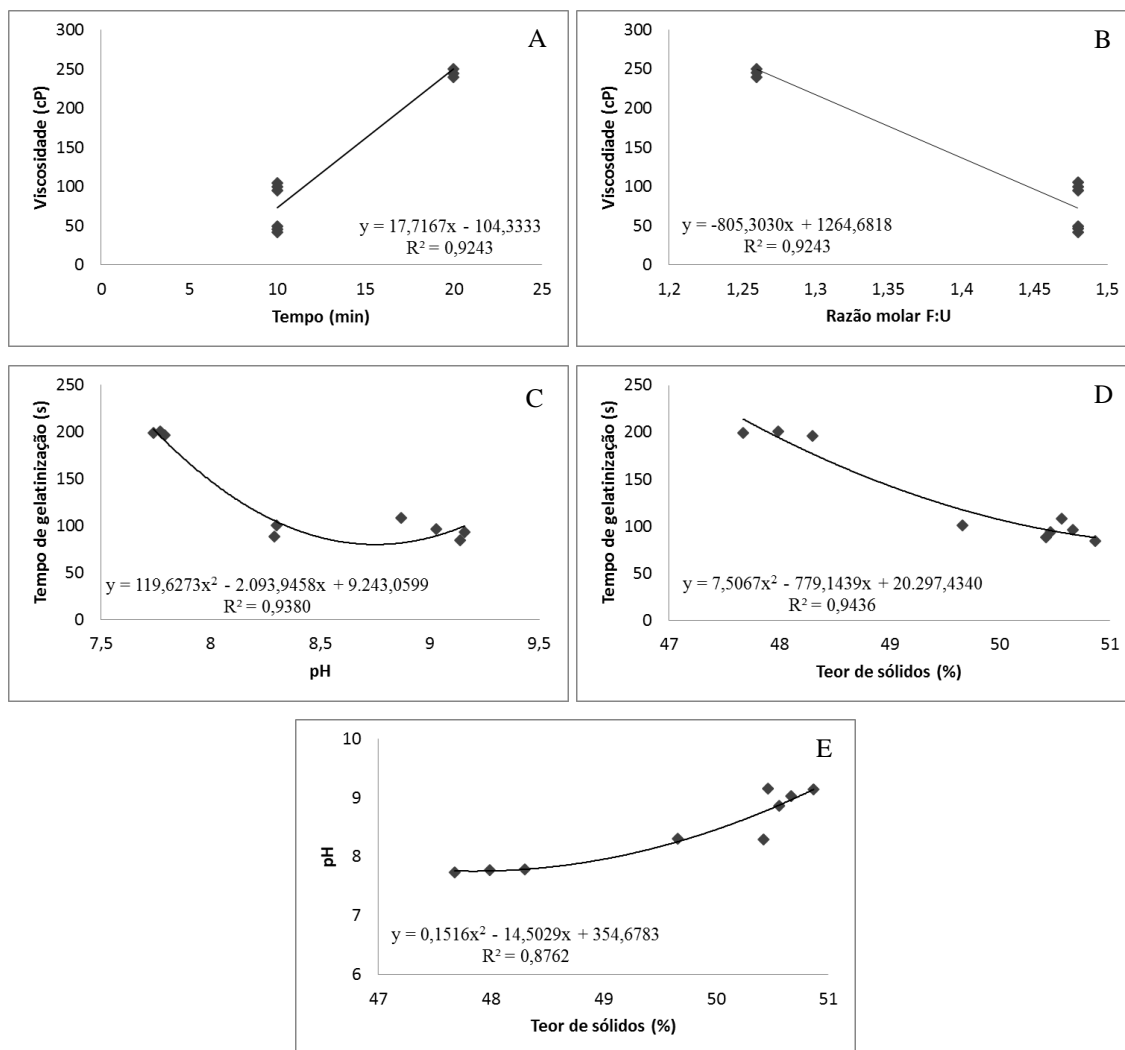 A
Viscosidade (cP)
300
250
200
150
100
50
0
y = 17,7167x - 104,3333
R² = 0,9243
0 5 10 15 20 25
Tempo (min)
B
Viscosdiade (cP)
300
250
200
150
100
50
0
y = -805,3030x + 1264,6818
R² = 0,9243
1,2 1,25 1,3 1,35 1,4 1,45 1,5
Razão molar F:U
C
Tempo de gelatinização (s)
250
200
150
100
50
0
y = 119,6273x² - 2.093,9458x + 9.243,0599
R² = 0,9380
7,5 8 8,5 9 9,5
pH
D
Tempo de gelatinização (s)
250
200
150
100
50
0
y = 7,5067x² - 779,1439x + 20.297,4340
R² = 0,9436
47 48 49 50 51
Teor de sólidos (%)
E
pH
10
9
8
7
6
y = 0,1516x² - 14,5029x + 354,6783
R² = 0,8762
47 48 49 50 51
Teor de sólidos (%)